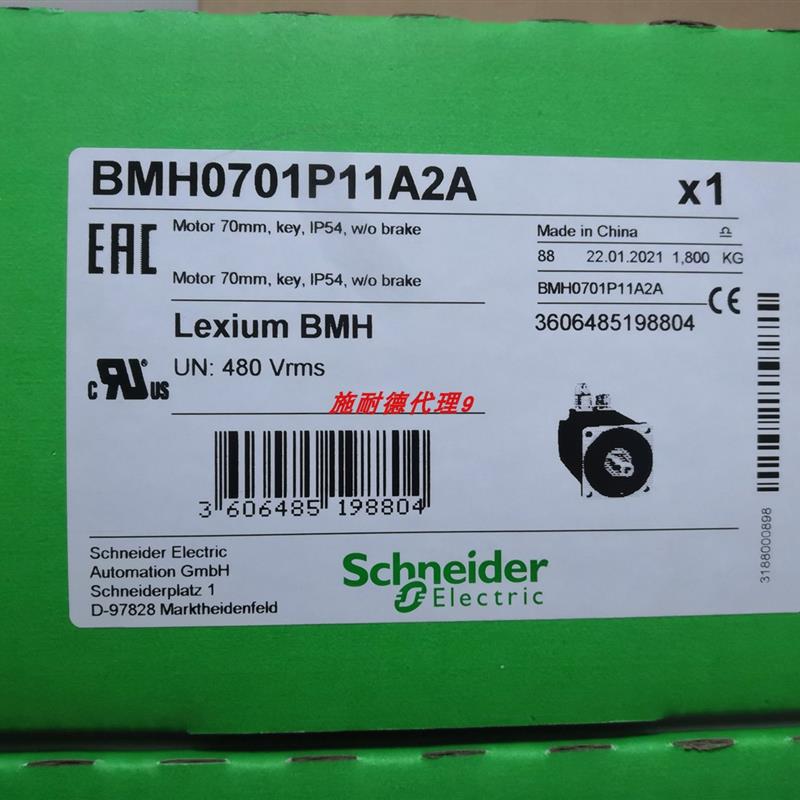 BMH0701P11A2A x1
EAC
Motor 70mm, key, IP54, w/o brake
Motor 70mm, key, IP54, w/o brake
Made in China
88 22.01.2021 1,800 KG
BMH0701P11A2A
CE
3606485198804
Lexium BMH
UN: 480 Vrms
c RU US
施耐德代理9
3 606485 198804
3188000898
Schneider Electric
Automation GmbH
Schneiderplatz 1
D-97828 Marktheidenfeld
Schneider
Electric